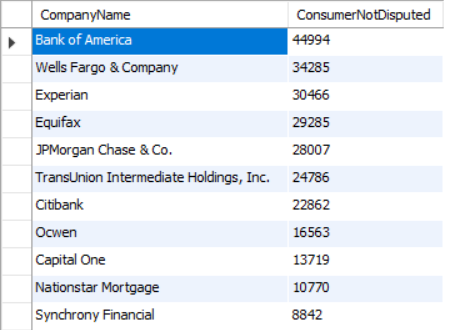 CompanyName ConsumerNotDisputed
Bank of America 44994
Wells Fargo & Company 34285
Experian 30466
Equifax 29285
JPMorgan Chase & Co. 28007
TransUnion Intermediate Holdings, Inc. 24786
Citibank 22862
Ocwen 16563
Capital One 13719
Nationstar Mortgage 10770
Synchrony Financial 8842